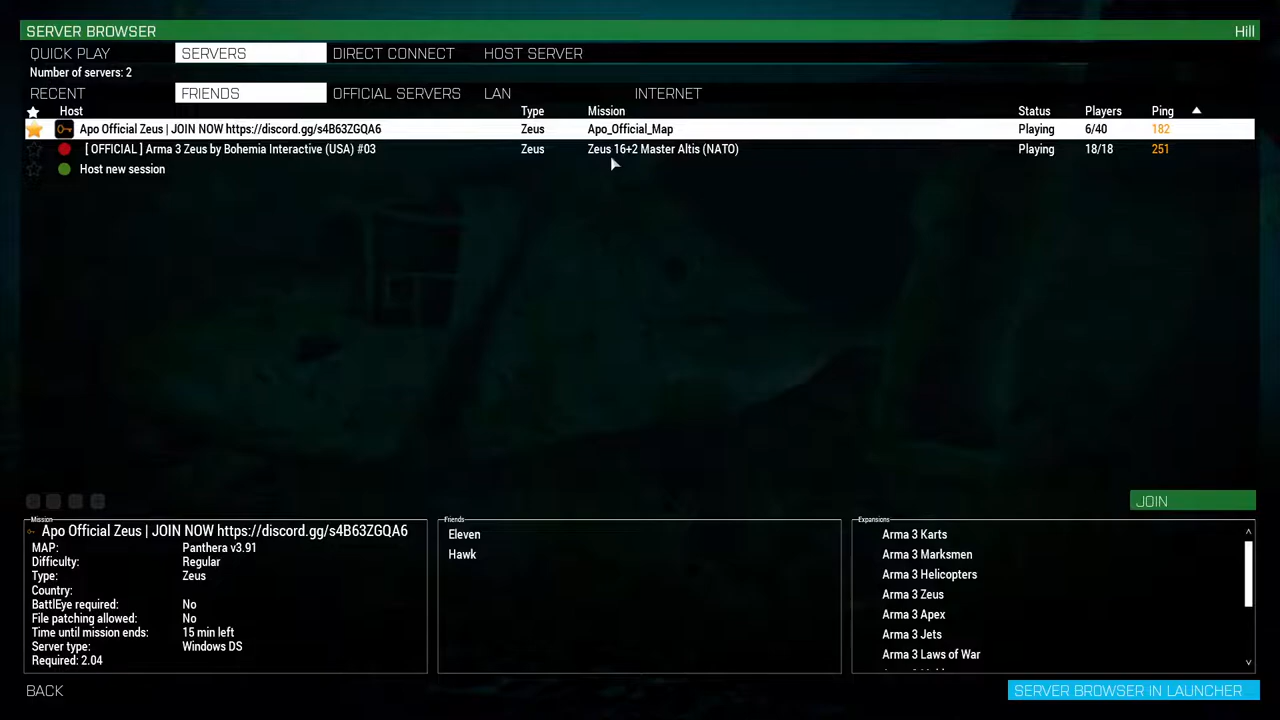 SERVER BROWSER Hill
QUICK PLAY SERVERS DIRECT CONNECT HOST SERVER
Number of servers: 2
RECENT FRIENDS OFFICIAL SERVERS LAN INTERNET
Host Type Mission Status Players Ping
Apo Official Zeus | JOIN NOW https://discord.gg/s4B63ZGQA6 Zeus Apo_Official_Map Playing 6/40 182
[ OFFICIAL ] Arma 3 Zeus by Bohemia Interactive (USA) #03 Zeus Zeus 16+2 Master Altis (NATO) Playing 18/18 251
Host new session
JOIN
Mission
Apo Official Zeus | JOIN NOW https://discord.gg/s4B63ZGQA6
MAP: Panthera v3.91
Difficulty: Regular
Type: Zeus
Country:
BattlEye required: No
File patching allowed: No
Time until mission ends: 15 min left
Server type: Windows DS
Required: 2.04
Friends
Eleven
Hawk
Expansions
Arma 3 Karts
Arma 3 Marksmen
Arma 3 Helicopters
Arma 3 Zeus
Arma 3 Apex
Arma 3 Jets
Arma 3 Laws of War
BACK
SERVER BROWSER IN LAUNCHER